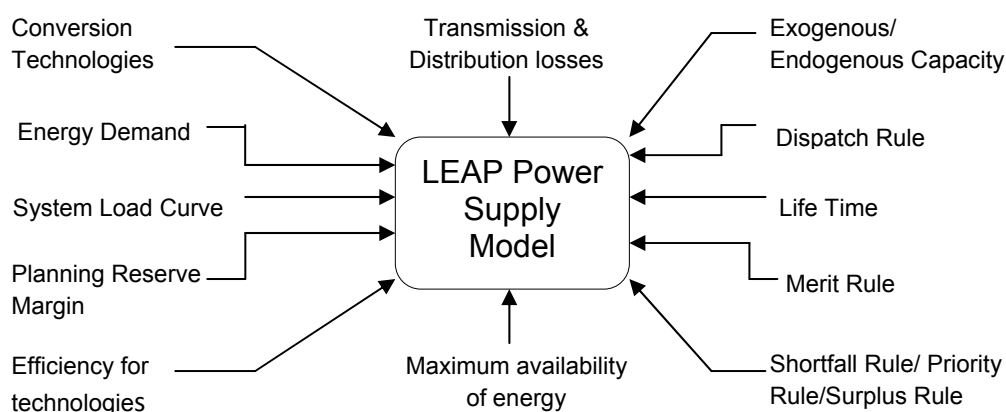 Conversion
Technologies
Energy Demand
System Load Curve
Planning Reserve
Margin
Efficiency for
technologies
Transmission &
Distribution losses
LEAP Power
Supply
Model
Maximum availability
of energy
Exogenous/
Endogenous Capacity
Dispatch Rule
Life Time
Merit Rule
Shortfall Rule/ Priority
Rule/Surplus Rule